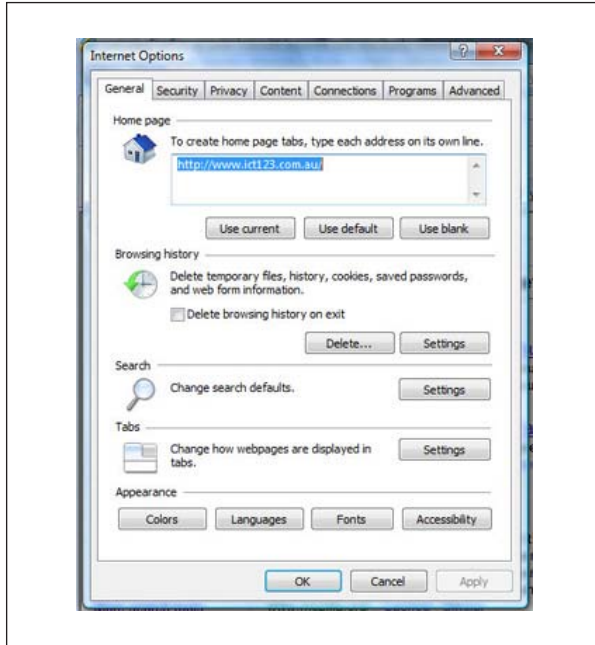 Internet Options
General Security Privacy Content Connections Programs Advanced
Home page
To create home page tabs, type each address on its own line.
http://www.ict123.com.au/
Use current Use default Use blank
Browsing history
Delete temporary files, history, cookies, saved passwords,
and web form information.
Delete browsing history on exit
Delete... Settings
Search
Change search defaults. Settings
Tabs
Change how webpages are displayed in
tabs.
Settings
Appearance
Colors Languages Fonts Accessibility
OK Cancel Apply